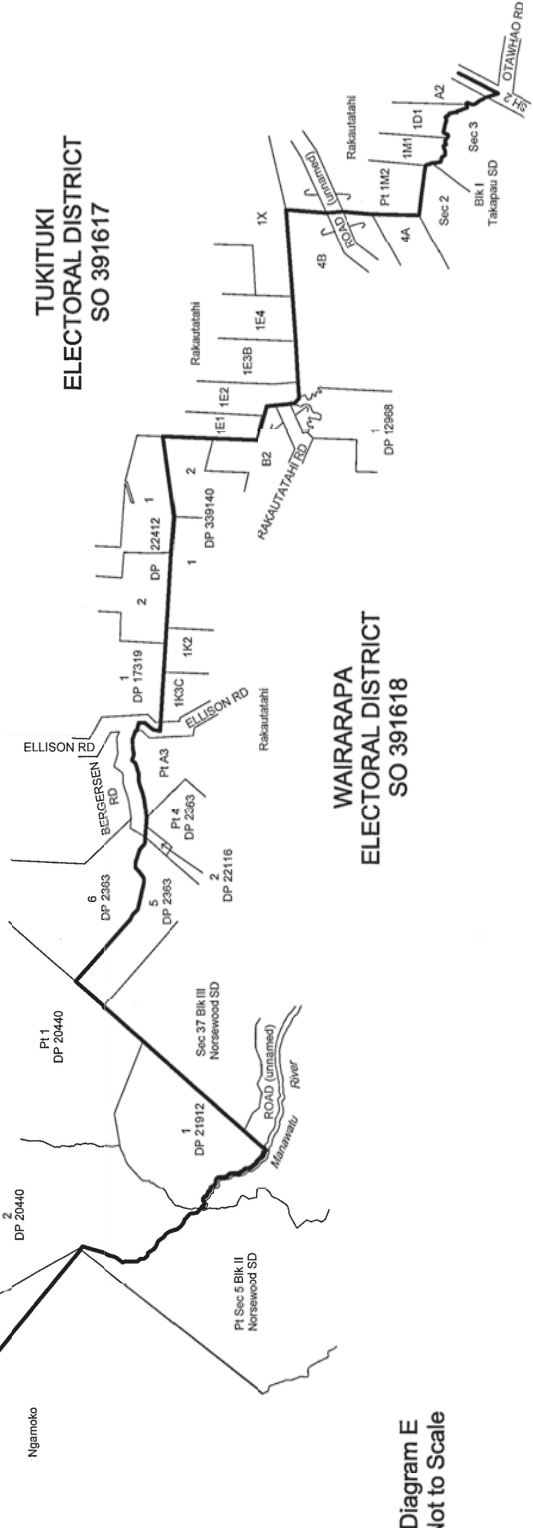 OTAWHAO RD
SH 2
A2
1D1
Sec 3
1M1
Rakautatahi
Pt 1M2
Blk I
Takapau SD
Sec 2
ROAD (unnamed)
4A
4B
1X
TUKITUKI
ELECTORAL DISTRICT
SO 391617
Rakautatahi
1E4
1E3B
1E2
1E1
1
DP 12968
RAKAUTATAHI RD
B2
2
DP 339140
1
1
DP 22412
2
1K2
1
DP 17319
1K3C
ELLISON RD
ELLISON RD
Rakautatahi
BERGERSEN
RD
Pt A3
Pt 4
DP 2363
2
DP 22116
WAIRARAPA
ELECTORAL DISTRICT
SO 391618
6
DP 2363
5
DP 2363
Pt 1
DP 20440
Sec 37 Blk III
Norsewood SD
ROAD (unnamed)
Manawatu River
1
DP 21912
2
DP 20440
Pt Sec 5 Blk II
Norsewood SD
Ngamoko
Diagram E
Not to Scale